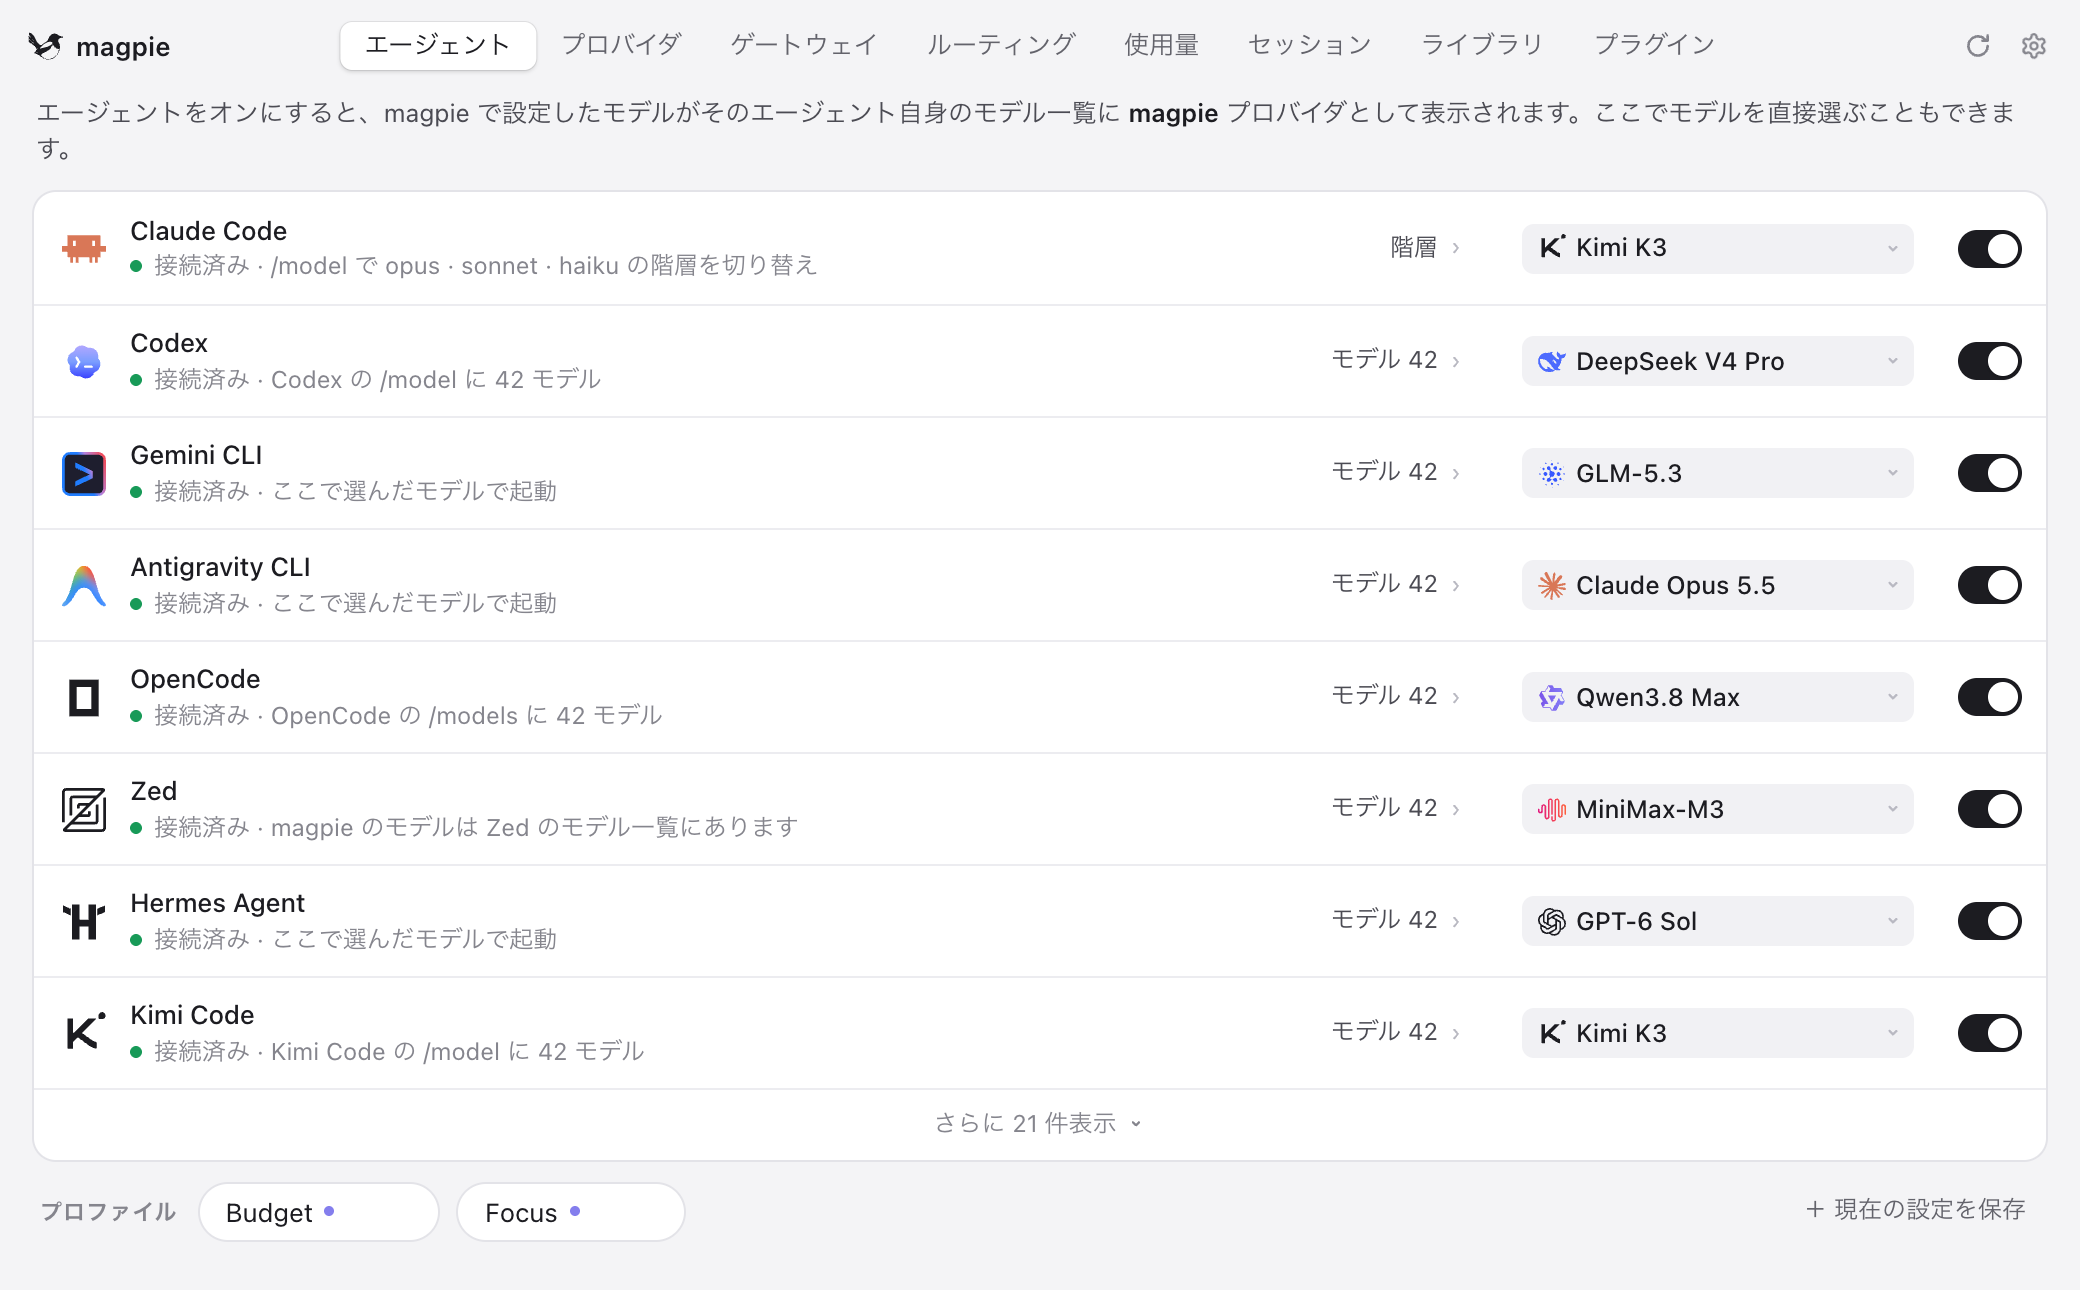 magpie
エージェント
プロバイダ
ゲートウェイ
ルーティング
使用量
セッション
ライブラリ
プラグイン
エージェントをオンにすると、magpie で設定したモデルがそのエージェント自身のモデル一覧に magpie プロバイダとして表示されます。ここでモデルを直接選ぶこともできま
す。
Claude Code
接続済み · /model で opus · sonnet · haiku の階層を切り替え
階層
Kimi K3
Codex
接続済み · Codex の /model に 42 モデル
モデル 42
DeepSeek V4 Pro
Gemini CLI
接続済み · ここで選んだモデルで起動
モデル 42
GLM-5.3
Antigravity CLI
接続済み · ここで選んだモデルで起動
モデル 42
Claude Opus 5.5
OpenCode
接続済み · OpenCode の /models に 42 モデル
モデル 42
Qwen3.8 Max
Zed
接続済み · magpie のモデルは Zed のモデル一覧にあります
モデル 42
MiniMax-M3
Hermes Agent
接続済み · ここで選んだモデルで起動
モデル 42
GPT-6 Sol
Kimi Code
接続済み · Kimi Code の /model に 42 モデル
モデル 42
Kimi K3
さらに 21 件表示
プロファイル
Budget
Focus
+ 現在の設定を保存